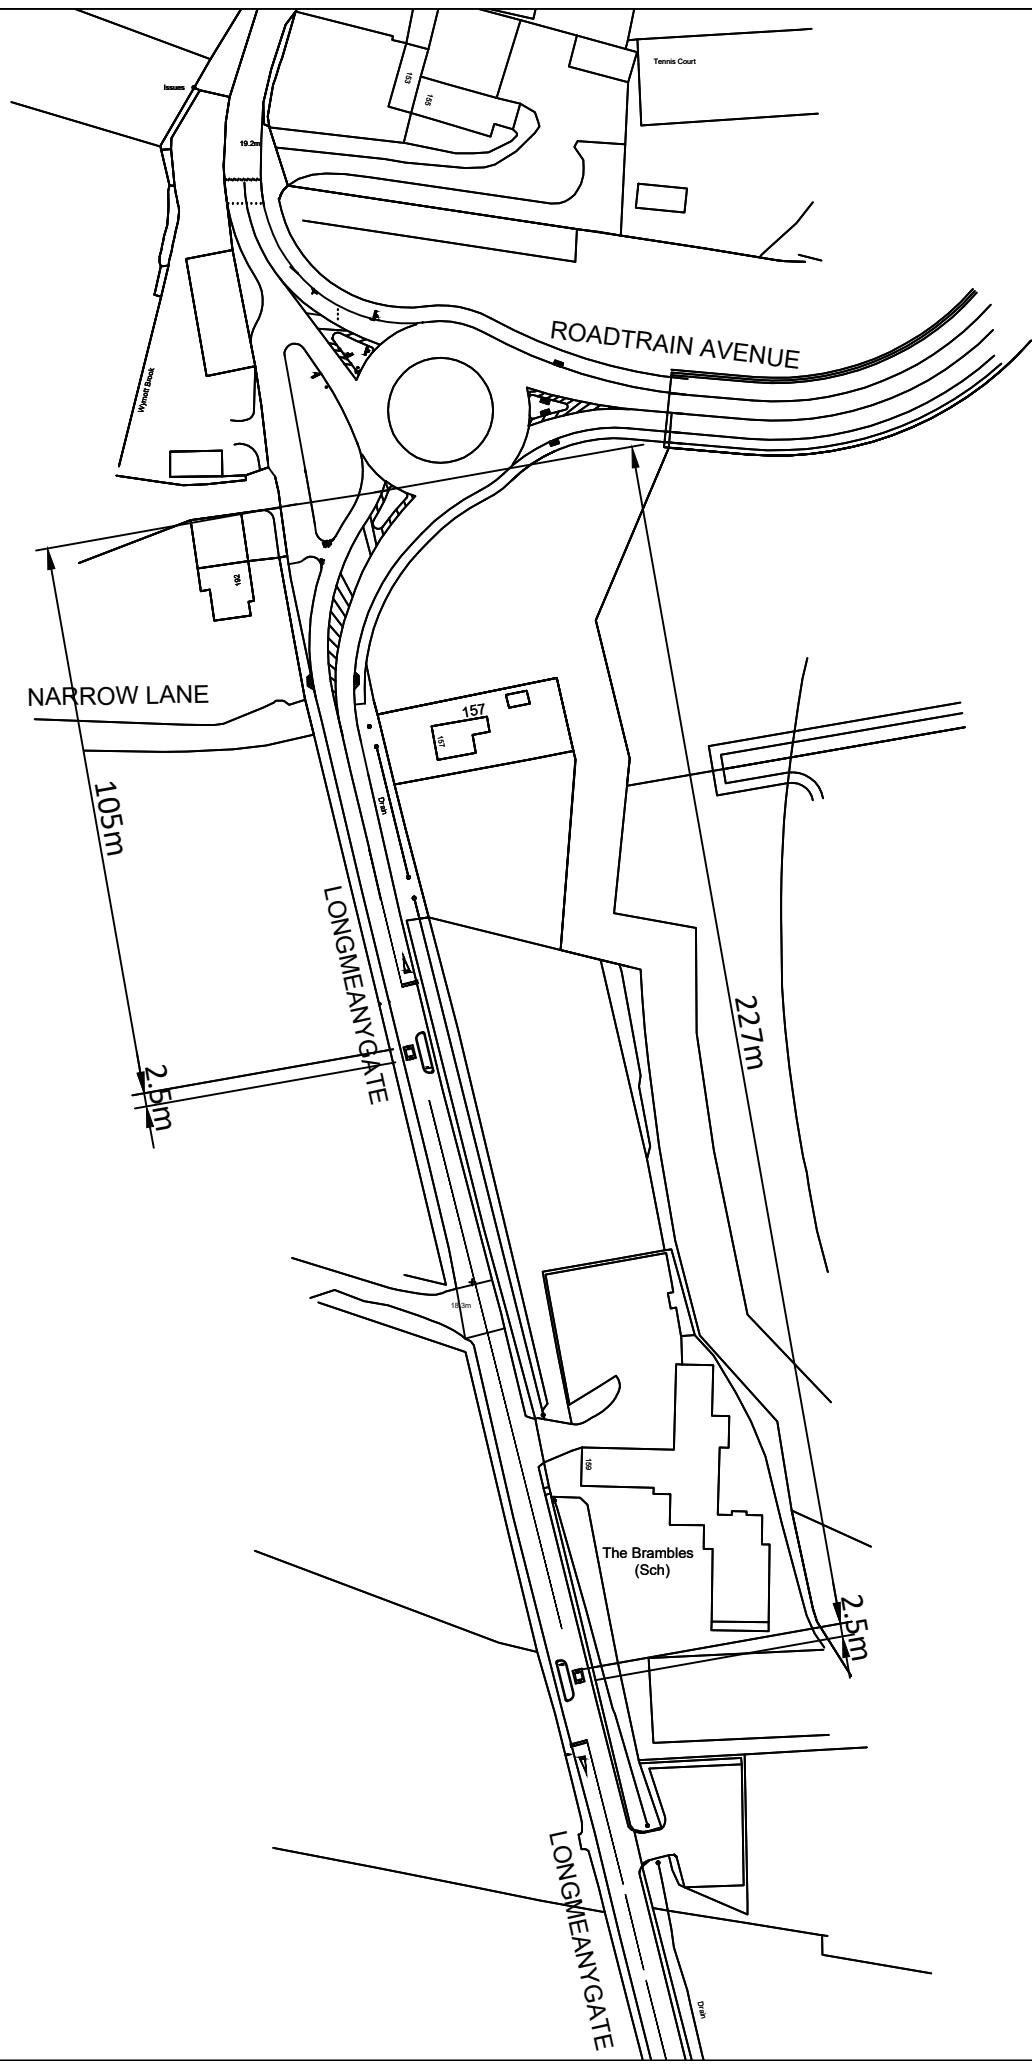 Tennis Court
153
155
Issues
19.2m
ROADTRAIN AVENUE
Wymott Brook
162
NARROW LANE
157
157
Drain
105m
LONGMEANYGATE
227m
2.5m
18.3m
159
The Brambles
(Sch)
2.5m
LONGMEANYGATE
Drain